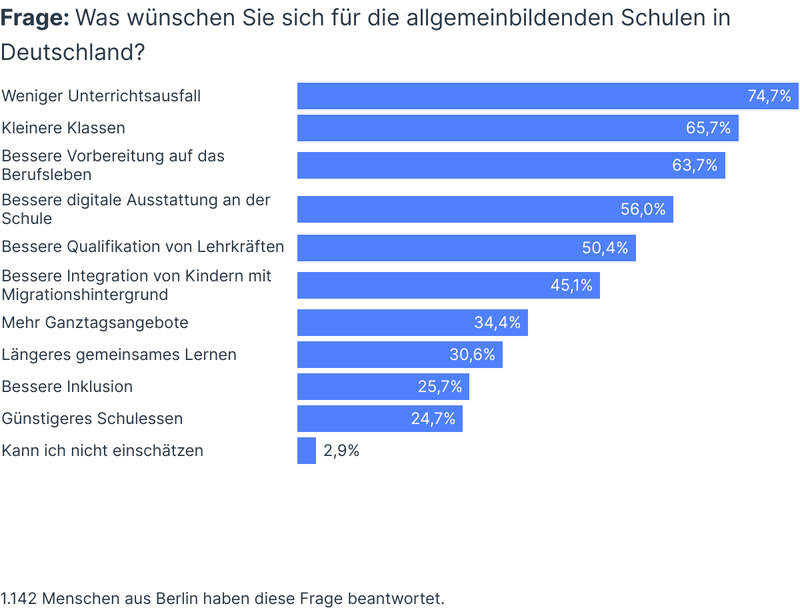 Frage: Was wünschen Sie sich für die allgemeinbildenden Schulen in
Deutschland?
Weniger Unterrichtsausfall 74,7%
Kleinere Klassen 65,7%
Bessere Vorbereitung auf das
Berufsleben 63,7%
Bessere digitale Ausstattung an der
Schule 56,0%
Bessere Qualifikation von Lehrkräften 50,4%
Bessere Integration von Kindern mit
Migrationshintergrund 45,1%
Mehr Ganztagsangebote 34,4%
Längeres gemeinsames Lernen 30,6%
Bessere Inklusion 25,7%
Günstigeres Schulessen 24,7%
Kann ich nicht einschätzen 2,9%
1.142 Menschen aus Berlin haben diese Frage beantwortet.